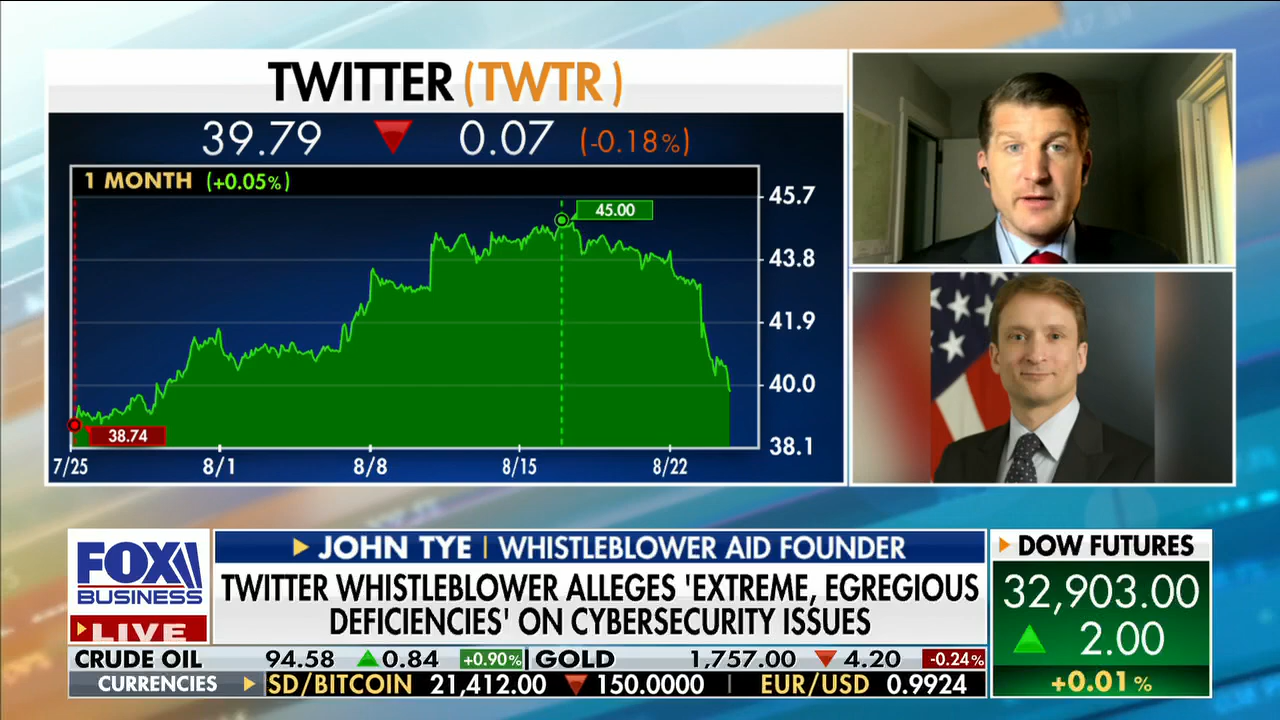 TWITTER (TWTR )
39.79 ▼ 0.07 (-0.18%)
1 MONTH (+0.05%)
45.7
45.00
43.8
41.9
40.0
38.74
38.1
7/25 8/1 8/8 8/15 8/22
FOX
BUSINESS
LIVE
JOHN TYE | WHISTLEBLOWER AID FOUNDER
TWITTER WHISTLEBLOWER ALLEGES 'EXTREME, EGREGIOUS
DEFICIENCIES' ON CYBERSECURITY ISSUES
DOW FUTURES
32,903.00
▲ 2.00
+0.01 %
CRUDE OIL 94.58 ▲ 0.84 +0.90% GOLD 1,757.00 ▼ 4.20 -0.24%
CURRENCIES SD/BITCOIN 21,412.00 ▼ 150.0000 | EUR/USD 0.9924